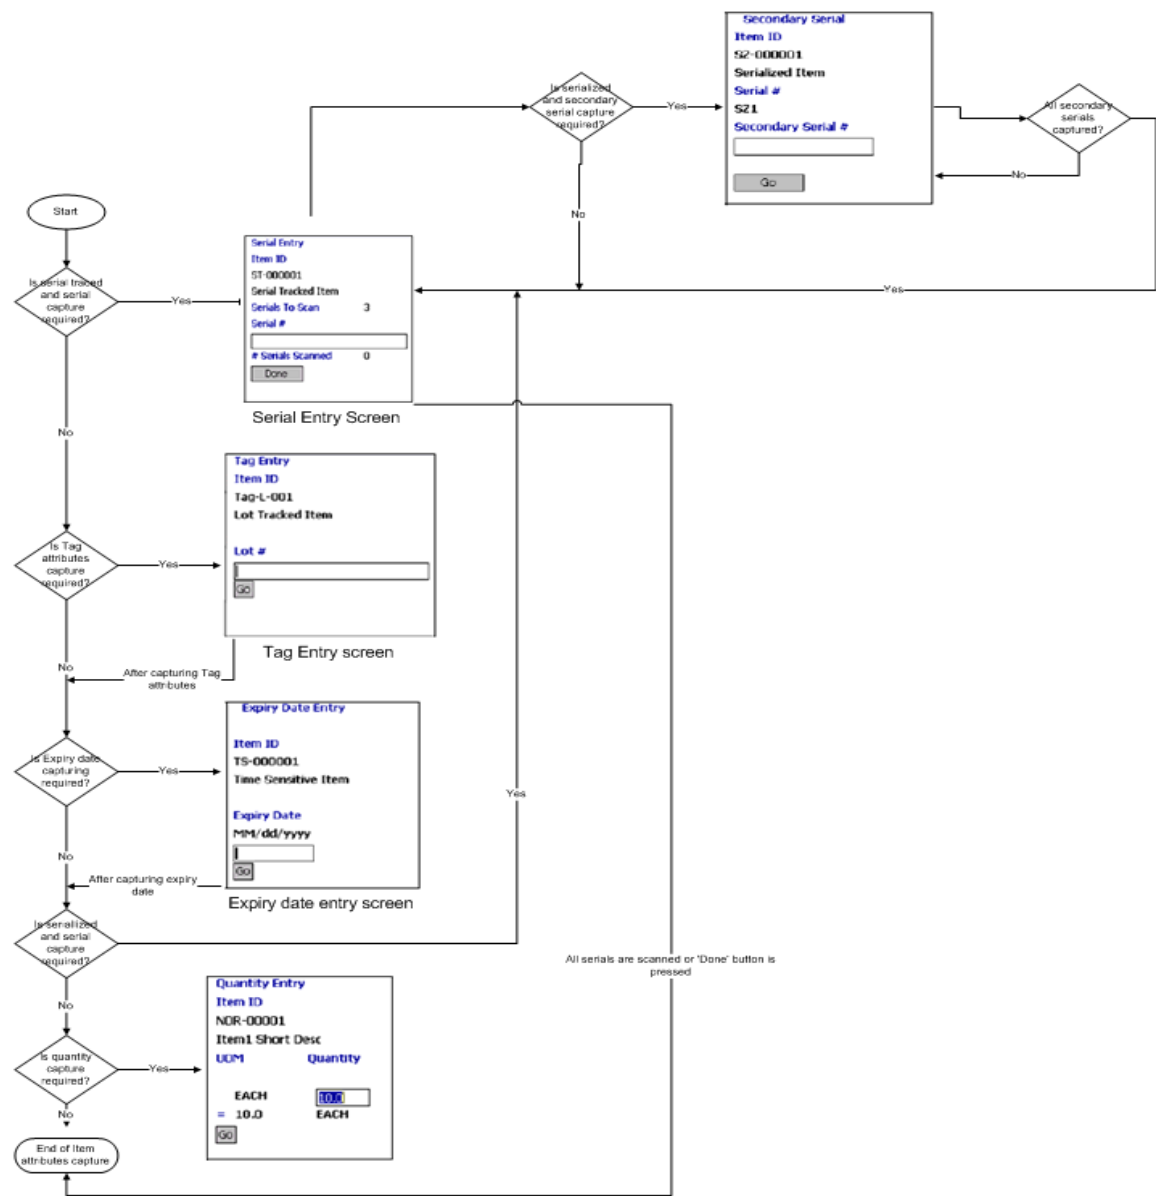 Secondary Serial
Item ID
S2-000001
Serialized Item
Serial #
SZ1
Secondary Serial #
Go
Is serialized
and secondary
serial capture
required?
Yes
No
All secondary
serials
captured?
No
Yes
Start
Is serial traced
and serial
capture
required?
Yes
No
Serial Entry
Item ID
ST-000001
Serial Tracked Item
Serials To Scan 3
Serial #
# Serials Scanned 0
Done
Serial Entry Screen
Is Tag
attributes
capture
required?
Yes
No
Tag Entry
Item ID
Tag-L-001
Lot Tracked Item
Lot #
Go
Tag Entry screen
After capturing Tag
attributes
Is Expiry date
capturing
required?
Yes
No
Expiry Date Entry
Item ID
TS-000001
Time Sensitive Item
Expiry Date
MM/dd/yyyy
Go
Expiry date entry screen
After capturing expiry
date
Yes
Is serialized
and serial
capture
required?
No
All serials are scanned or 'Done' button is
pressed
Quantity Entry
Item ID
NOR-00001
Item1 Short Desc
UOM Quantity
EACH 10.0
= 10.0 EACH
Go
Is quantity
capture
required?
Yes
No
End of Item
attributes capture